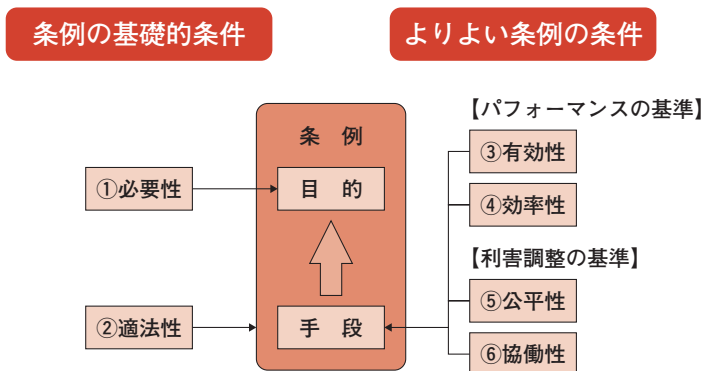 条例の基礎的条件
よりよい条例の条件
条 例
目 的
手 段
①必要性
②適法性
【パフォーマンスの基準】
③有効性
④効率性
【利害調整の基準】
⑤公平性
⑥協働性